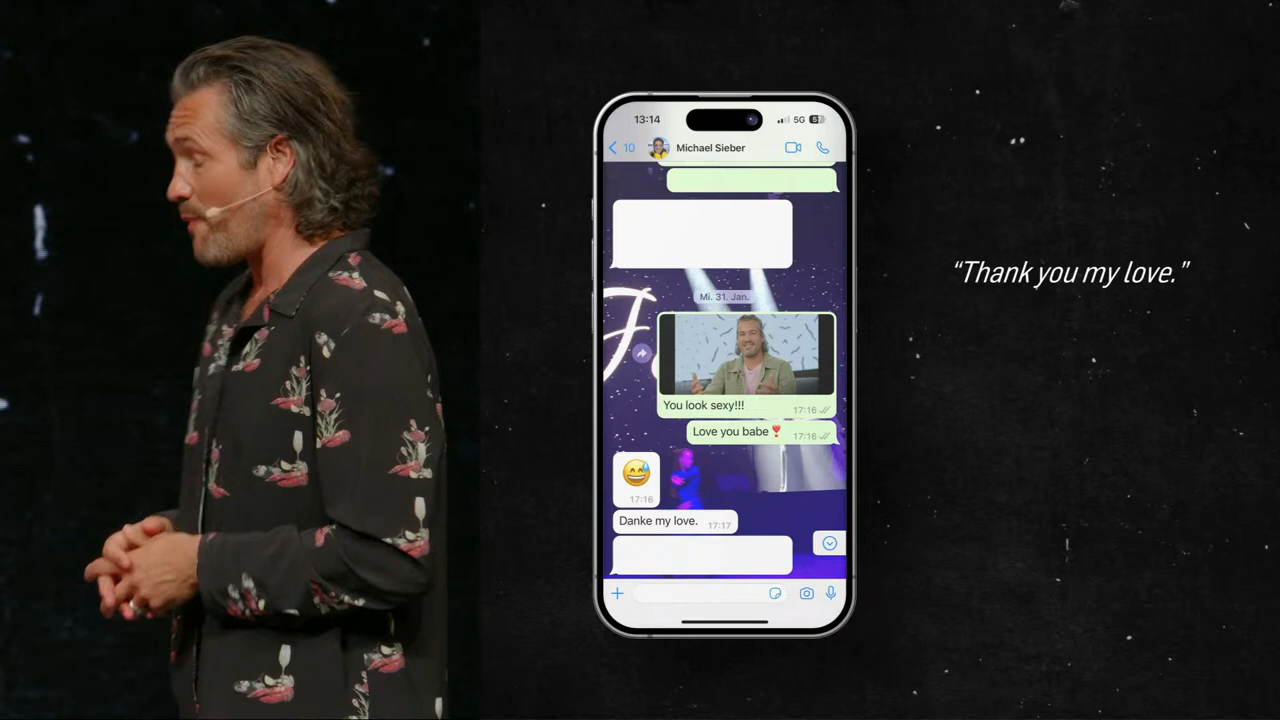 13:14
5G
10
Michael Sieber
Mi. 31. Jan.
You look sexy!!!
17:16
Love you babe❣
17:16
😅
17:16
Danke my love.
17:17
“Thank you my love.”